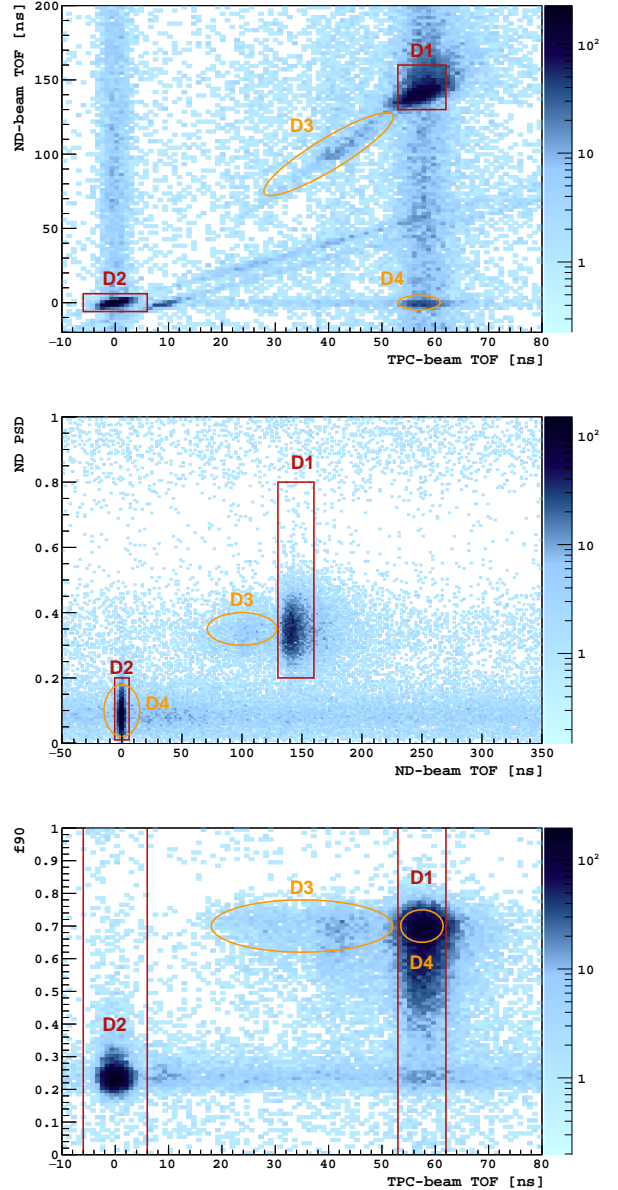 200
150
100
50
0
ND-beam TOF [ns]
D1
D3
D2
D4
−10 0 10 20 30 40 50 60 70 80
TPC-beam TOF [ns]
10²
10
1
1
0.8
0.6
0.4
0.2
0
ND PSD
D1
D3
D2
D4
−50 0 50 100 150 200 250 300 350
ND-beam TOF [ns]
10²
10
1
1
0.9
0.8
0.7
0.6
0.5
0.4
0.3
0.2
0.1
0
f90
D3
D1
D4
D2
−10 0 10 20 30 40 50 60 70 80
TPC-beam TOF [ns]
10²
10
1